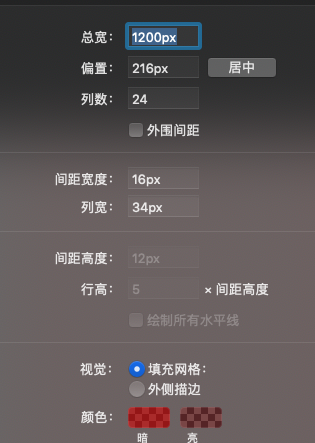 总宽： 1200px
偏置： 216px 居中
列数： 24
外围间距
间距宽度： 16px
列宽： 34px
间距高度： 12px
行高： 5 × 间距高度
绘制所有水平线
视觉： 填充网格：
外侧描边
颜色：
暗 亮